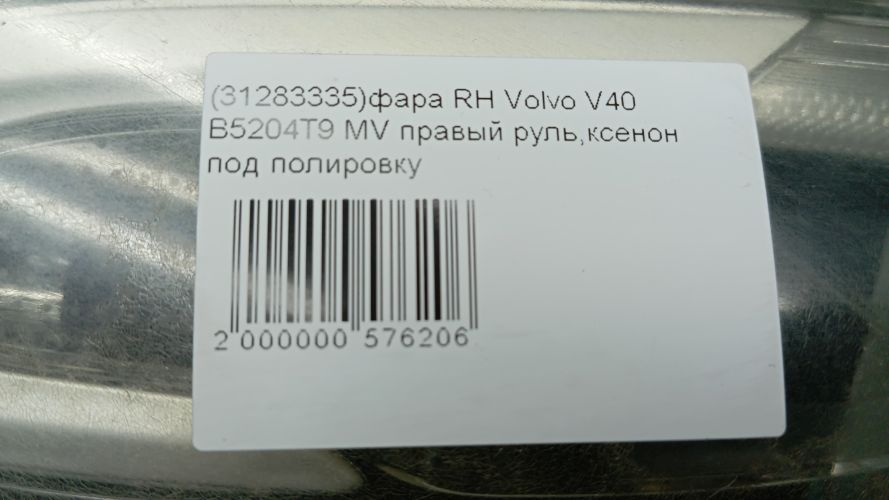 (31283335)фара RH Volvo V40
B5204T9 MV правый руль,ксенон
под полировку
2 000000 576206